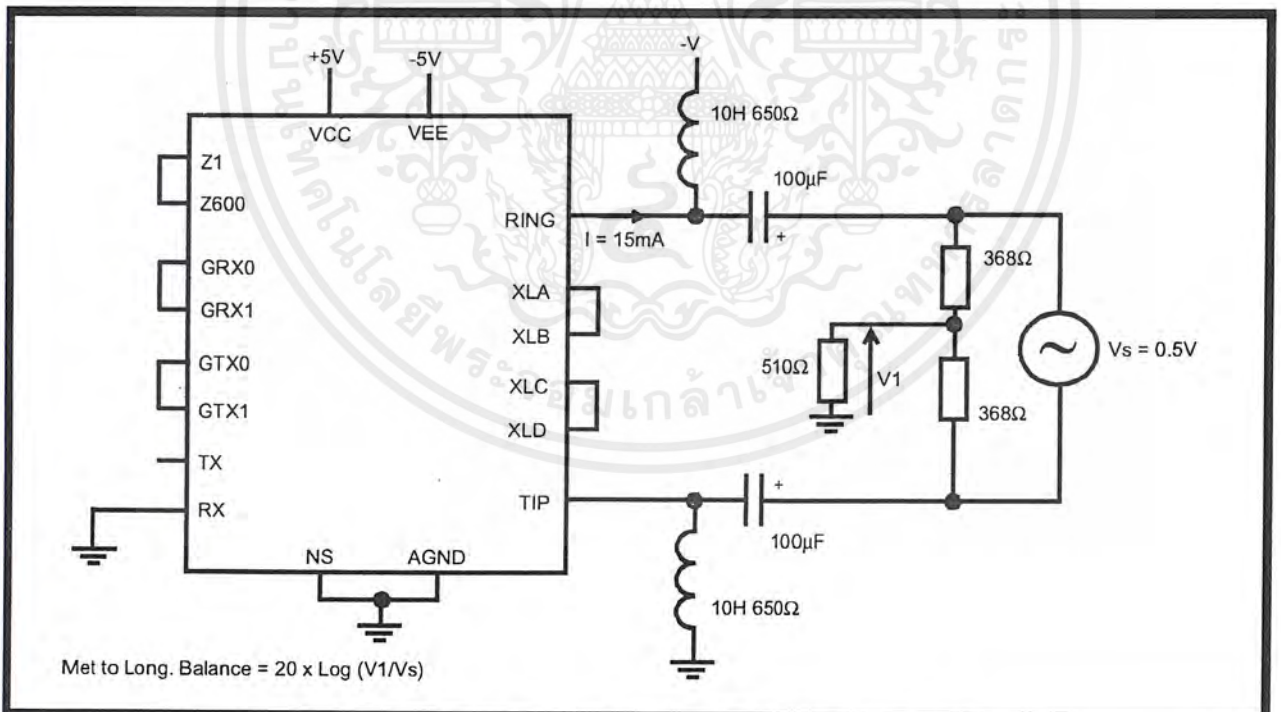 +5V
-5V
-V
VCC
VEE
10H 650Ω
Z1
Z600
100µF
RING
+
I = 15mA
368Ω
GRX0
GRX1
XLA
XLB
GTX0
GTX1
510Ω
V1
Vs = 0.5V
XLC
XLD
368Ω
TX
RX
TIP
+
100µF
NS
AGND
10H 650Ω
Met to Long. Balance = 20 x Log (V1/Vs)